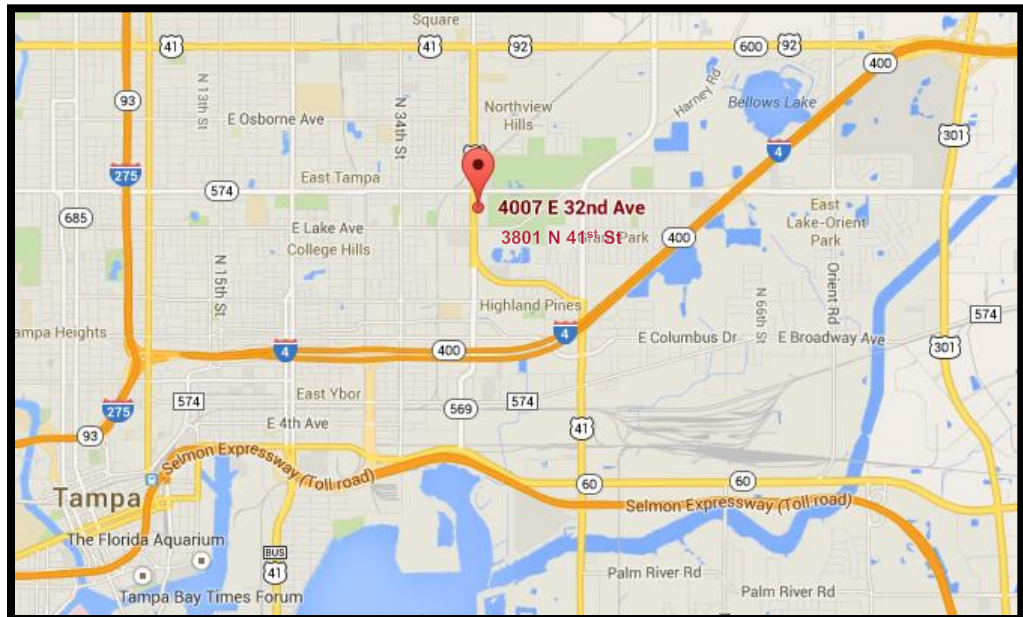 Square
41
41
92
600
92
400
93
N 13th St
N 34th St
Northview
Hills
Harney Rd
Bellows Lake
E Osborne Ave
301
4
275
574
East Tampa
4007 E 32nd Ave
685
E Lake Ave
College Hills
3801 N 41st St
Park
400
East
Lake-Orient
Park
N 15th St
Highland Pines
N 66th St
Orient Rd
574
ampa Heights
4
400
4
E Columbus Dr
E Broadway Ave
301
East Ybor
574
275
569
574
E 4th Ave
41
93
Selmon Expressway (Toll road)
60
60
Tampa
Selmon Expressway (Toll road)
The Florida Aquarium
BUS
41
Palm River Rd
Tampa Bay Times Forum
Palm River Rd